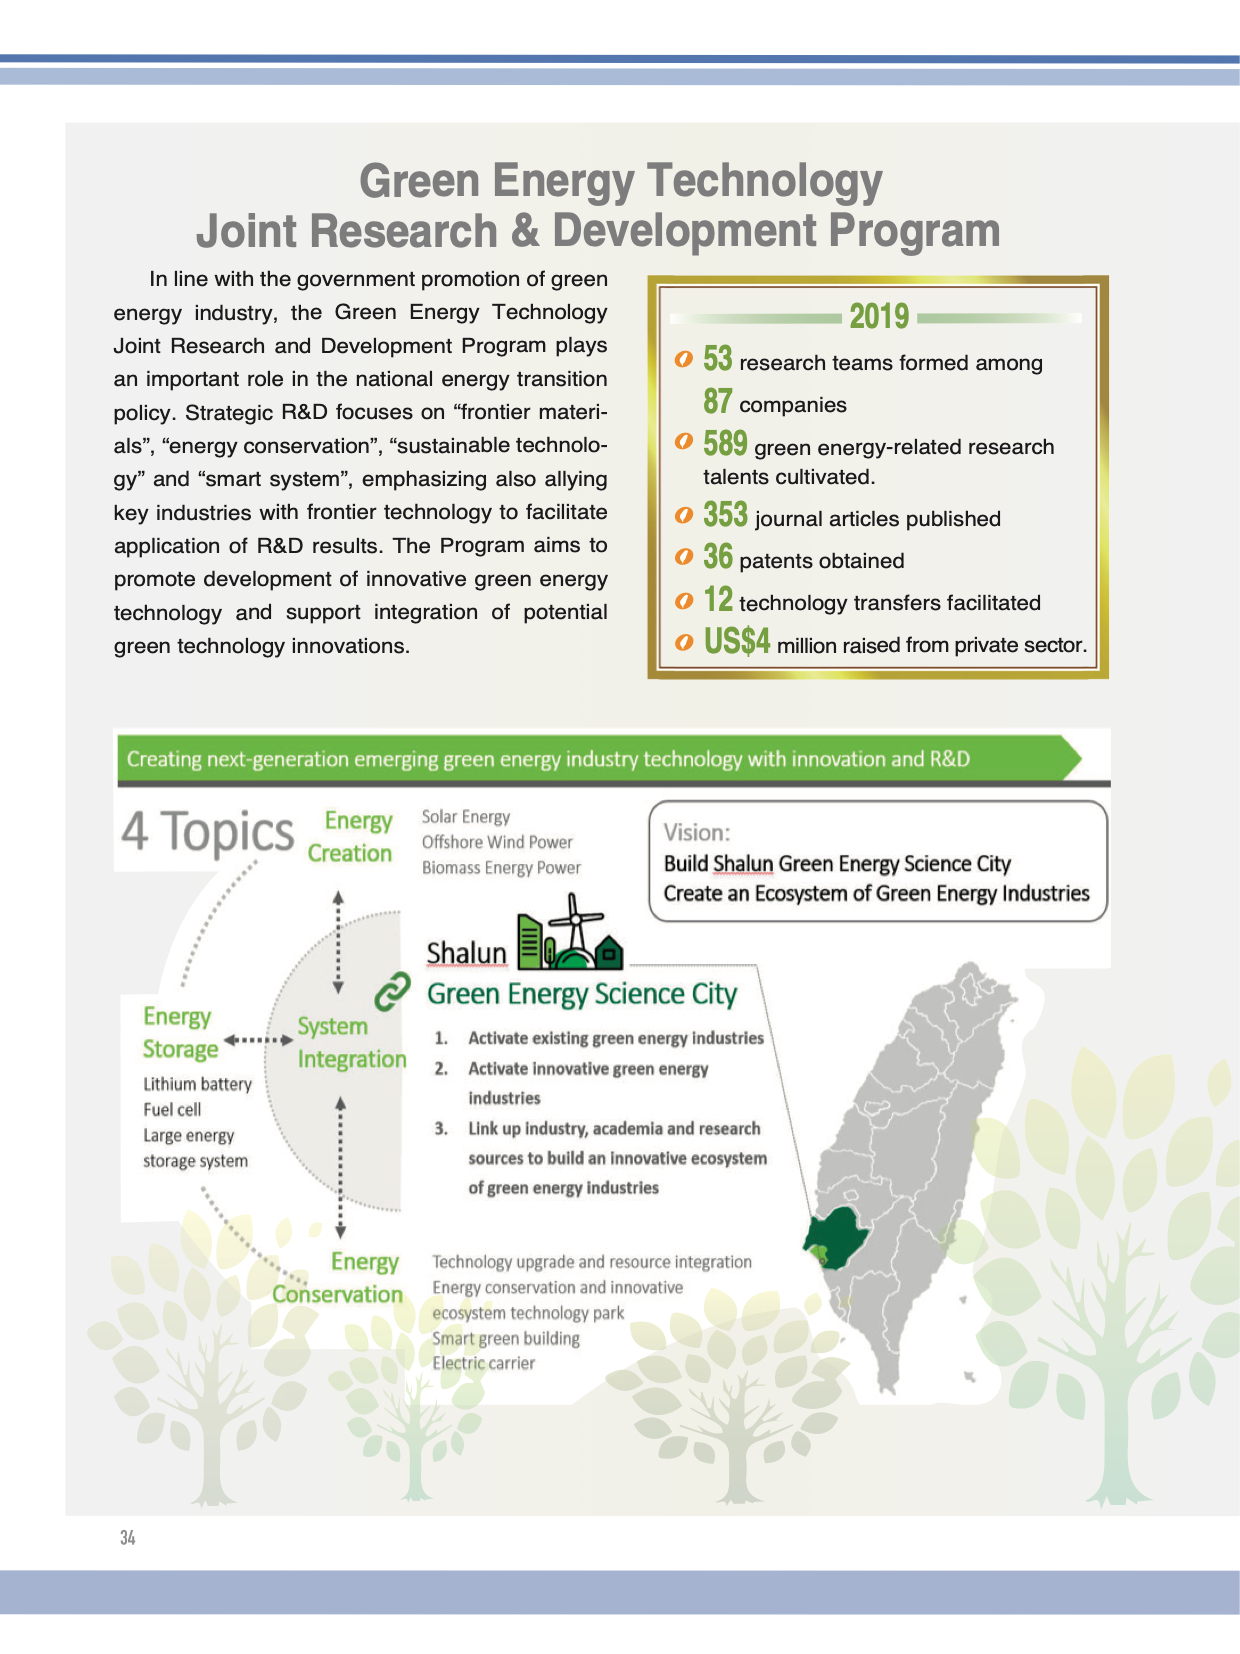 Green Energy Technology
Joint Research & Development Program
In line with the government promotion of green
energy industry, the Green Energy Technology
Joint Research and Development Program plays
an important role in the national energy transition
policy. Strategic R&D focuses on “frontier materi-
als”, “energy conservation”, “sustainable technolo-
gy” and “smart system”, emphasizing also allying
key industries with frontier technology to facilitate
application of R&D results. The Program aims to
promote development of innovative green energy
technology and support integration of potential
green technology innovations.
2019
53 research teams formed among
87 companies
589 green energy-related research
talents cultivated.
353 journal articles published
36 patents obtained
12 technology transfers facilitated
US$4 million raised from private sector.
Creating next-generation emerging green energy industry technology with innovation and R&D
4 Topics
Energy
Creation
Solar Energy
Offshore Wind Power
Biomass Energy Power
Vision:
Build Shalun Green Energy Science City
Create an Ecosystem of Green Energy Industries
Shalun
Green Energy Science City
Energy
Storage
Lithium battery
Fuel cell
Large energy
storage system
System
Integration
1. Activate existing green energy industries
2. Activate innovative green energy
industries
3. Link up industry, academia and research
sources to build an innovative ecosystem
of green energy industries
Energy
Conservation
Technology upgrade and resource integration
Energy conservation and innovative
ecosystem technology park
Smart green building
Electric carrier
34